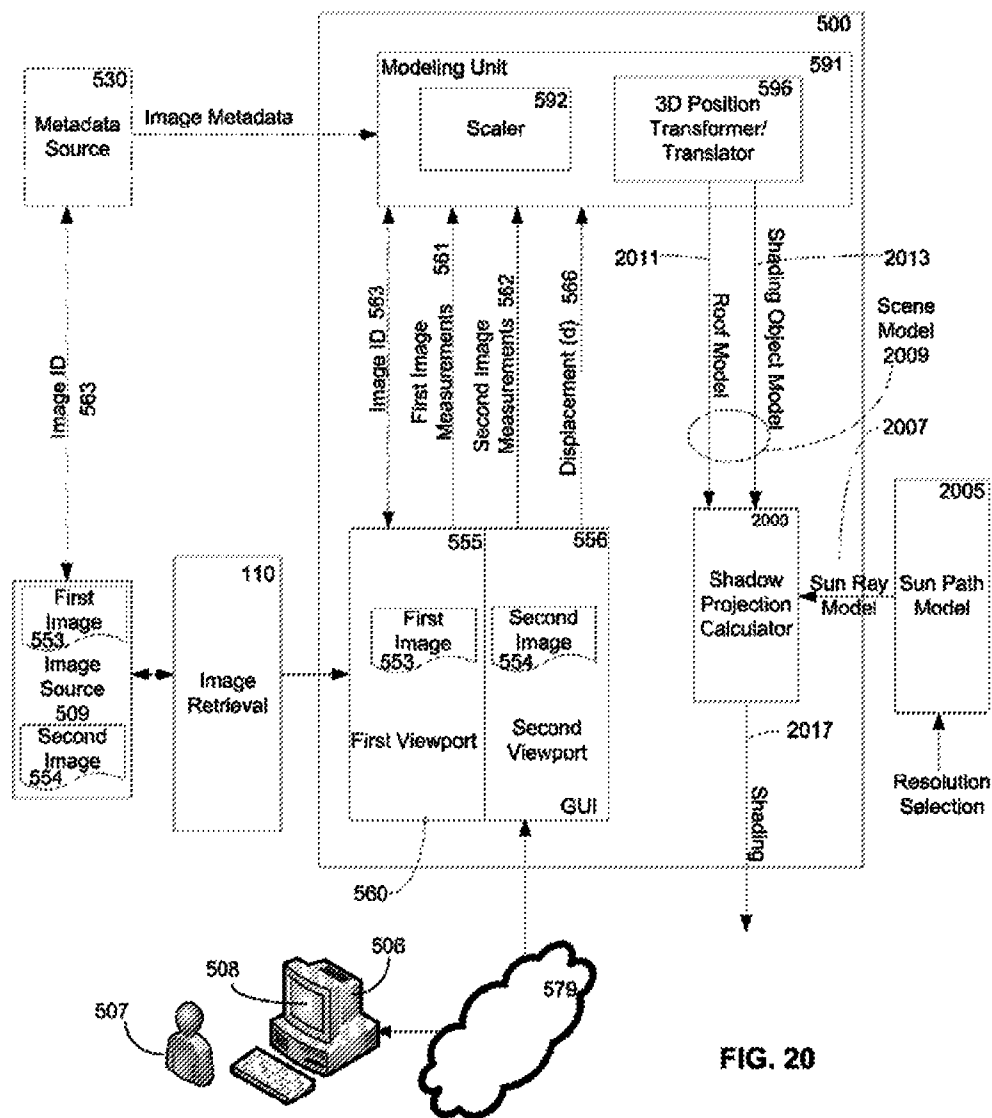 500
530
Metadata
Source
Image Metadata
Modeling Unit
591
592
Scaler
596
3D Position
Transformer/
Translator
Image ID
563
Image ID 563
First Image
Measurements 561
Second Image
Measurements 562
Displacement (d) 566
2011
Roof Model
Shading Object Model
2013
Scene
Model
2009
2007
First
Image
553
Image
Source
509
Second
Image
554
110
Image
Retrieval
555
First
Image
553
First Viewport
556
Second
Image
554
Second
Viewport
GUI
560
2000
Shadow
Projection
Calculator
Sun Ray
Model
2005
Sun Path
Model
Resolution
Selection
2017
Shading
508
506
507
579
FIG. 20